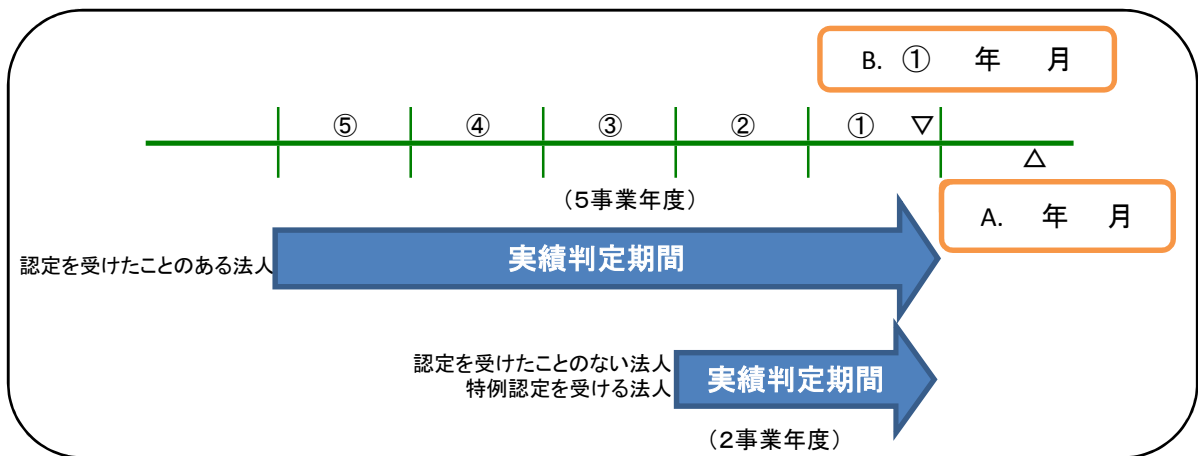 B. ① 年 月
⑤ ④ ③ ② ① ▽
△
(5事業年度)
A. 年 月
認定を受けたことのある法人
実績判定期間
認定を受けたことのない法人
特例認定を受ける法人
実績判定期間
(2事業年度)